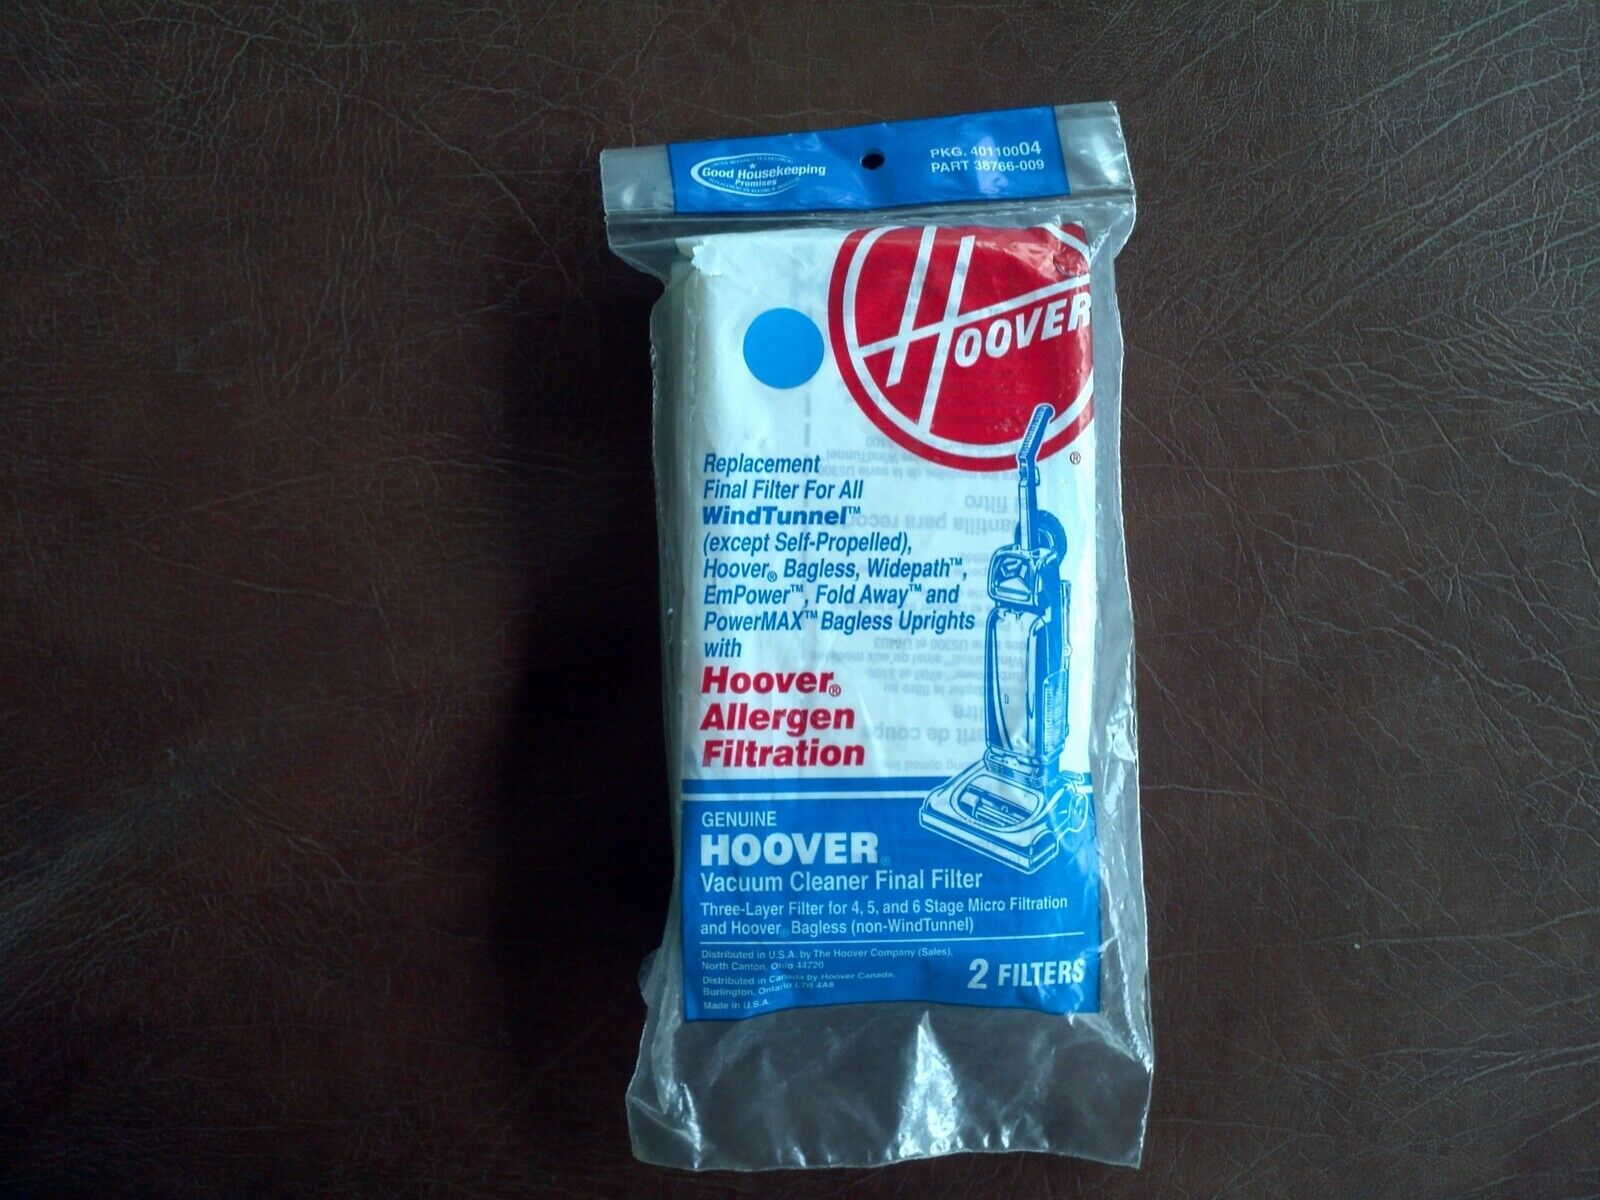 Good Housekeeping
Promises
PKG. 40110004
PART 38766-009
HOOVER
®
Replacement
Final Filter For All
WindTunnel™
(except Self-Propelled),
Hoover® Bagless, Widepath™,
EmPower™, Fold Away™ and
PowerMAX™ Bagless Uprights
with
Hoover®
Allergen
Filtration
GENUINE
HOOVER®
Vacuum Cleaner Final Filter
Three-Layer Filter for 4, 5, and 6 Stage Micro Filtration
and Hoover® Bagless (non-WindTunnel)
Distributed in U.S.A. by The Hoover Company (Sales),
North Canton, Ohio 44720
Distributed in Canada by Hoover Canada,
Burlington, Ontario L7R 4A8
Made in U.S.A.
2 FILTERS